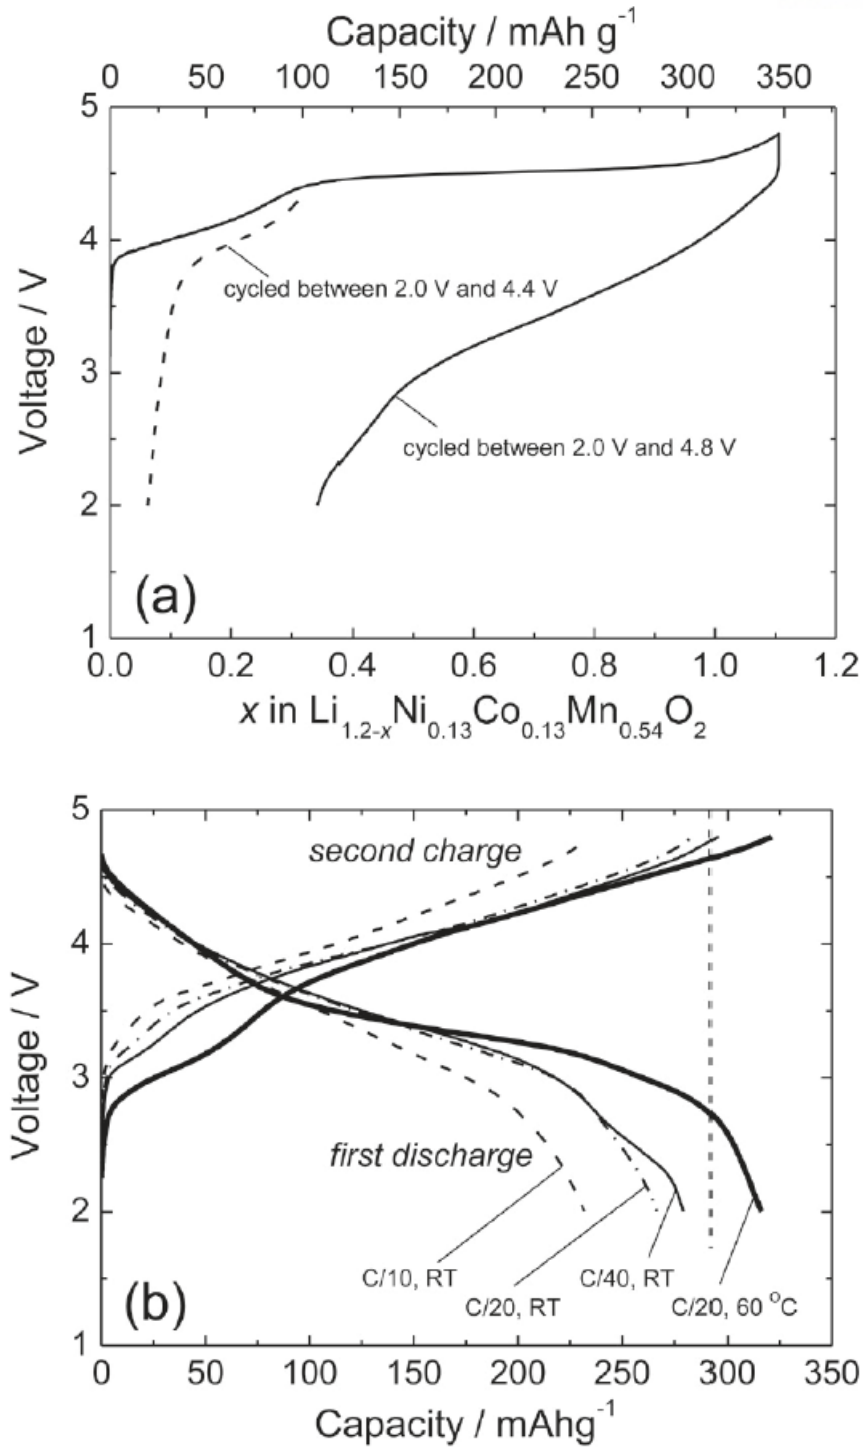 Capacity / mAh g⁻¹
0 50 100 150 200 250 300 350
5
4
3
2
1
Voltage / V
cycled between 2.0 V and 4.4 V
cycled between 2.0 V and 4.8 V
(a)
0.0 0.2 0.4 0.6 0.8 1.0 1.2
x in Li₁.₂₋ₓNi₀.₁₃Co₀.₁₃Mn₀.₅₄O₂
5
4
3
2
1
Voltage / V
second charge
first discharge
C/10, RT
C/20, RT
C/40, RT
C/20, 60 °C
(b)
0 50 100 150 200 250 300 350
Capacity / mAhg⁻¹